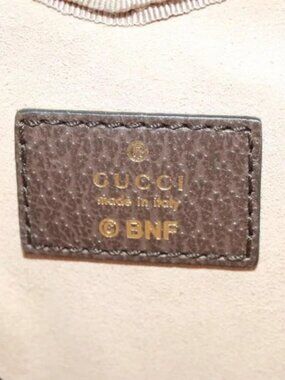 ®
GUCCI
made in italy
© BNF